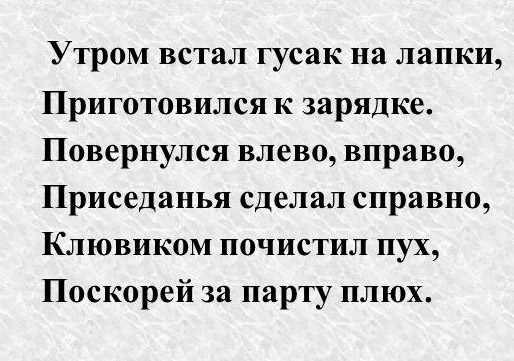 Утром встал гусак на лапки,
Приготовился к зарядке.
Повернулся влево, вправо,
Приседанья сделал справно,
Клювиком почистил пух,
Поскорей за парту плюх.